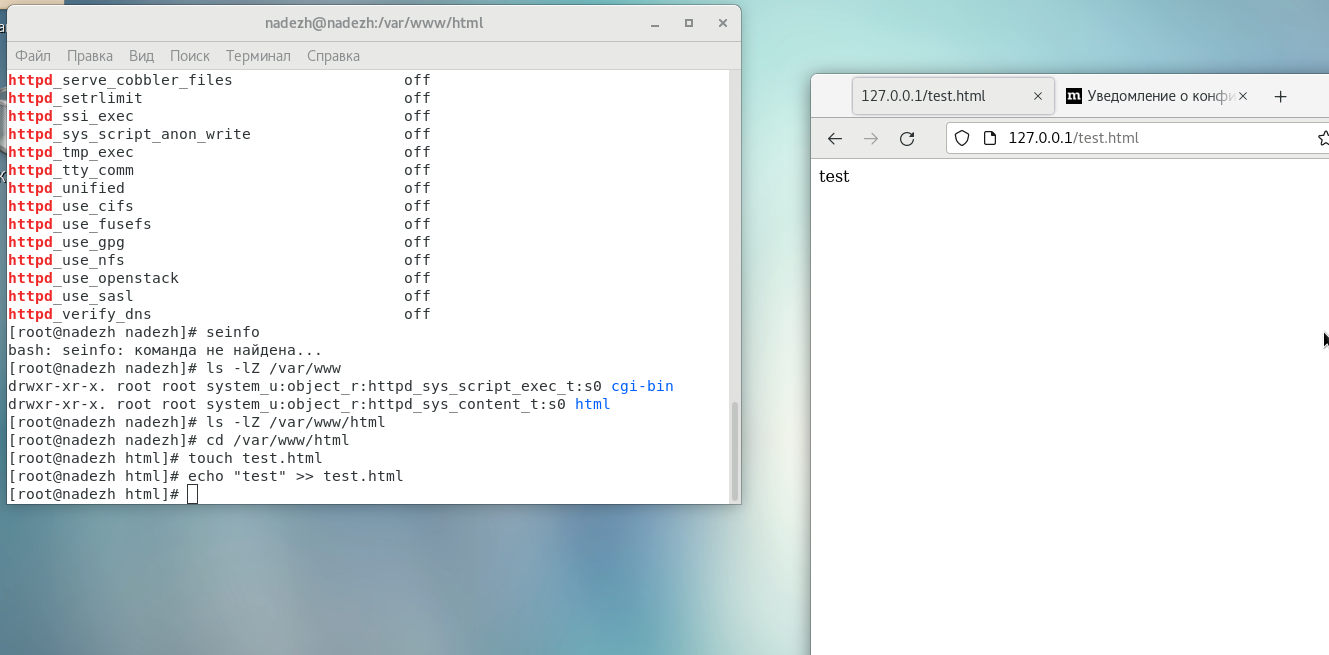 nadezh@nadezh:/var/www/html
Файл Правка Вид Поиск Терминал Справка
httpd_serve_cobbler_files off
httpd_setrlimit off
httpd_ssi_exec off
httpd_sys_script_anon_write off
httpd_tmp_exec off
httpd_tty_comm off
httpd_unified off
httpd_use_cifs off
httpd_use_fusefs off
httpd_use_gpg off
httpd_use_nfs off
httpd_use_openstack off
httpd_use_sasl off
httpd_verify_dns off
[root@nadezh nadezh]# seinfo
bash: seinfo: команда не найдена...
[root@nadezh nadezh]# ls -lZ /var/www
drwxr-xr-x. root root system_u:object_r:httpd_sys_script_exec_t:s0 cgi-bin
drwxr-xr-x. root root system_u:object_r:httpd_sys_content_t:s0 html
[root@nadezh nadezh]# ls -lZ /var/www/html
[root@nadezh nadezh]# cd /var/www/html
[root@nadezh html]# touch test.html
[root@nadezh html]# echo "test" >> test.html
[root@nadezh html]#
127.0.0.1/test.html
m Уведомление о конфи
127.0.0.1/test.html
test